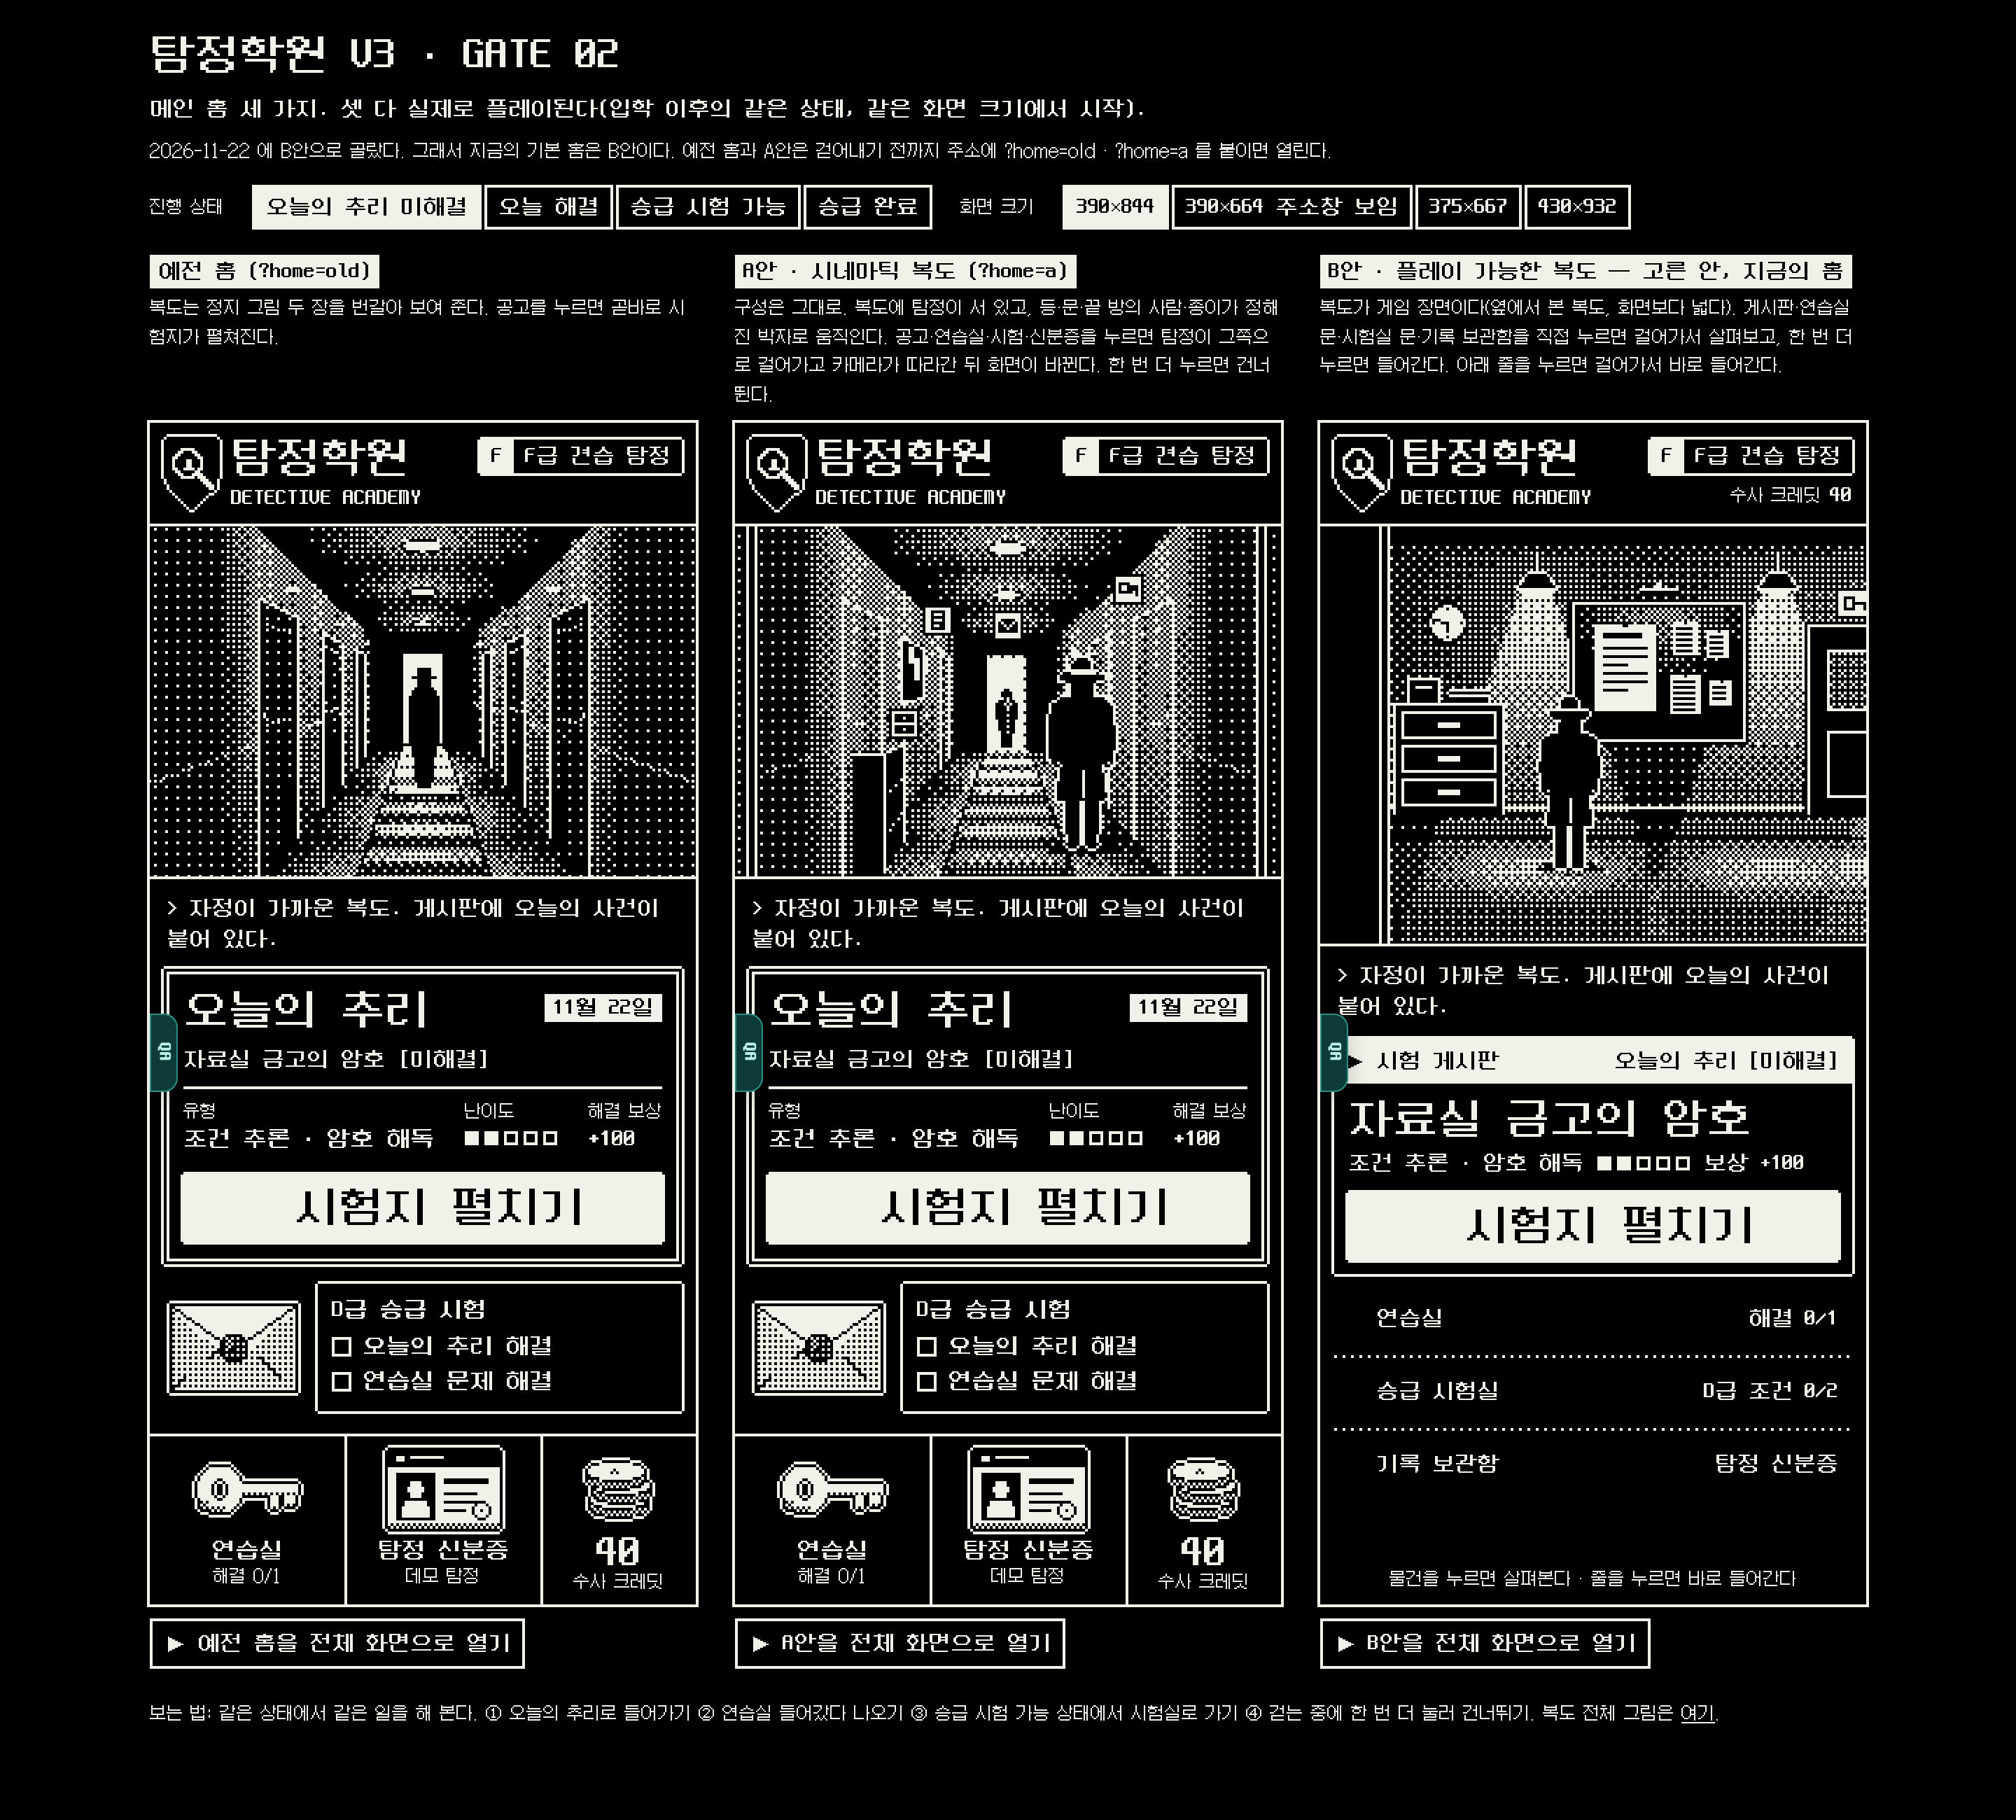 탐정학원 V3 · GATE 02
메인 홈 세 가지. 셋 다 실제로 플레이된다(입학 이후의 같은 상태, 같은 화면 크기에서 시작).
2026-11-22 에 B안으로 골랐다. 그래서 지금의 기본 홈은 B안이다. 예전 홈과 A안은 걷어내기 전까지 주소에 ?home=old · ?home=a 를 붙이면 열린다.
진행 상태 오늘의 추리 미해결 오늘 해결 승급 시험 가능 승급 완료 화면 크기 390×844 390×664 주소창 보임 375×667 430×932
예전 홈 (?home=old)
복도는 정지 그림 두 장을 번갈아 보여 준다. 공고를 누르면 곧바로 시
험지가 펼쳐진다.
탐정학원
DETECTIVE ACADEMY
F F급 견습 탐정
> 자정이 가까운 복도. 게시판에 오늘의 사건이
붙어 있다.
오늘의 추리 11월 22일
QA
자료실 금고의 암호 [미해결]
유형 난이도 해결 보상
조건 추론 · 암호 해독 ■■□□□ +100
시험지 펼치기
D급 승급 시험
□ 오늘의 추리 해결
□ 연습실 문제 해결
연습실
해결 0/1
탐정 신분증
데모 탐정
40
수사 크레딧
▶ 예전 홈을 전체 화면으로 열기
A안 · 시네마틱 복도 (?home=a)
구성은 그대로. 복도에 탐정이 서 있고, 등·문·끝 방의 사람·종이가 정해
진 박자로 움직인다. 공고·연습실·시험·신분증을 누르면 탐정이 그쪽으
로 걸어가고 카메라가 따라간 뒤 화면이 바뀐다. 한 번 더 누르면 건너
뛴다.
탐정학원
DETECTIVE ACADEMY
F F급 견습 탐정
> 자정이 가까운 복도. 게시판에 오늘의 사건이
붙어 있다.
오늘의 추리 11월 22일
QA
자료실 금고의 암호 [미해결]
유형 난이도 해결 보상
조건 추론 · 암호 해독 ■■□□□ +100
시험지 펼치기
D급 승급 시험
□ 오늘의 추리 해결
□ 연습실 문제 해결
연습실
해결 0/1
탐정 신분증
데모 탐정
40
수사 크레딧
▶ A안을 전체 화면으로 열기
B안 · 플레이 가능한 복도 — 고른 안, 지금의 홈
복도가 게임 장면이다(옆에서 본 복도, 화면보다 넓다). 게시판·연습실
문·시험실 문·기록 보관함을 직접 누르면 걸어가서 살펴보고, 한 번 더
누르면 들어간다. 아래 줄을 누르면 걸어가서 바로 들어간다.
탐정학원
DETECTIVE ACADEMY
F F급 견습 탐정
수사 크레딧 40
> 자정이 가까운 복도. 게시판에 오늘의 사건이
붙어 있다.
QA
▶ 시험 게시판 오늘의 추리 [미해결]
자료실 금고의 암호
조건 추론 · 암호 해독 ■■□□□ 보상 +100
시험지 펼치기
연습실 해결 0/1
승급 시험실 D급 조건 0/2
기록 보관함 탐정 신분증
물건을 누르면 살펴본다 · 줄을 누르면 바로 들어간다
▶ B안을 전체 화면으로 열기
보는 법: 같은 상태에서 같은 일을 해 본다. ① 오늘의 추리로 들어가기 ② 연습실 들어갔다 나오기 ③ 승급 시험 가능 상태에서 시험실로 가기 ④ 걷는 중에 한 번 더 눌러 건너뛰기. 복도 전체 그림은 여기.